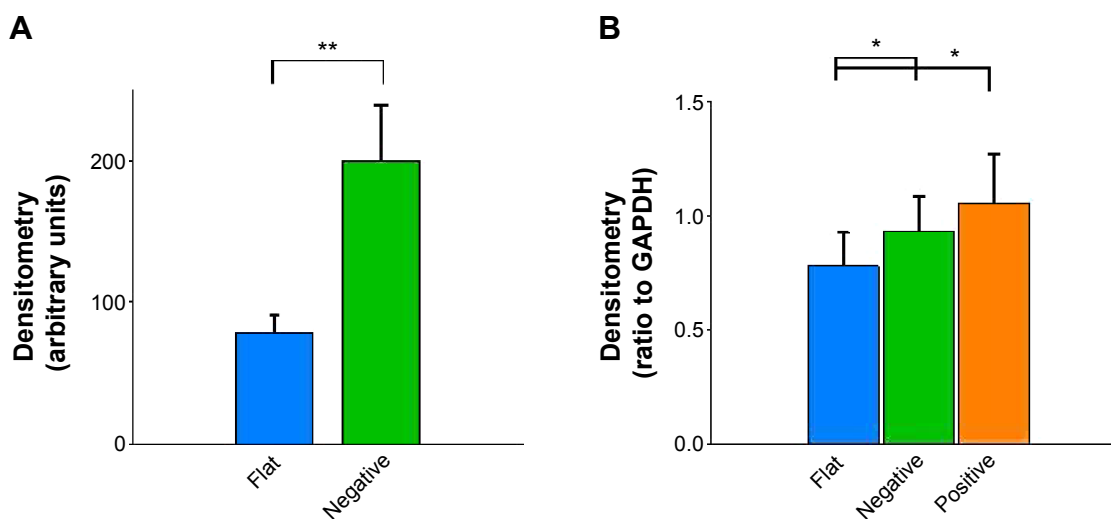 A
**
Densitometry
(arbitrary units)
200
100
0
Flat
Negative
B
*
*
Densitometry
(ratio to GAPDH)
1.5
1.0
0.5
0.0
Flat
Negative
Positive